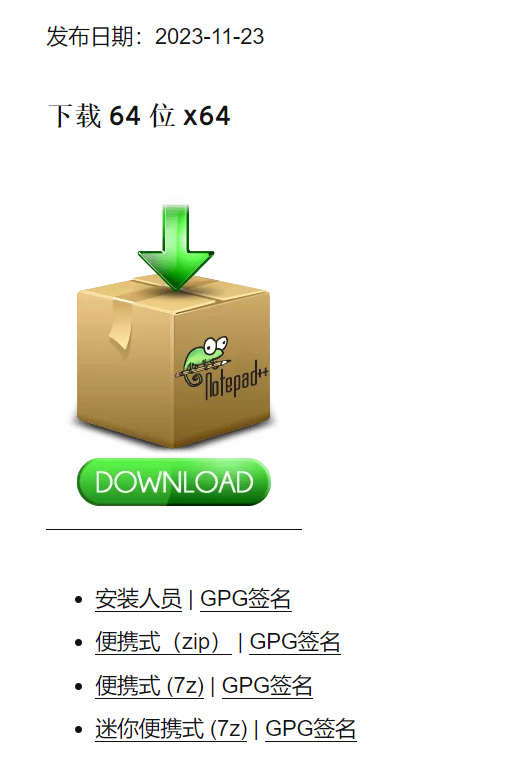 发布日期：2023-11-23
下载 64 位 x64
Notepad++
DOWNLOAD
安装人员 | GPG签名
便携式（zip） | GPG签名
便携式 (7z) | GPG签名
迷你便携式 (7z) | GPG签名